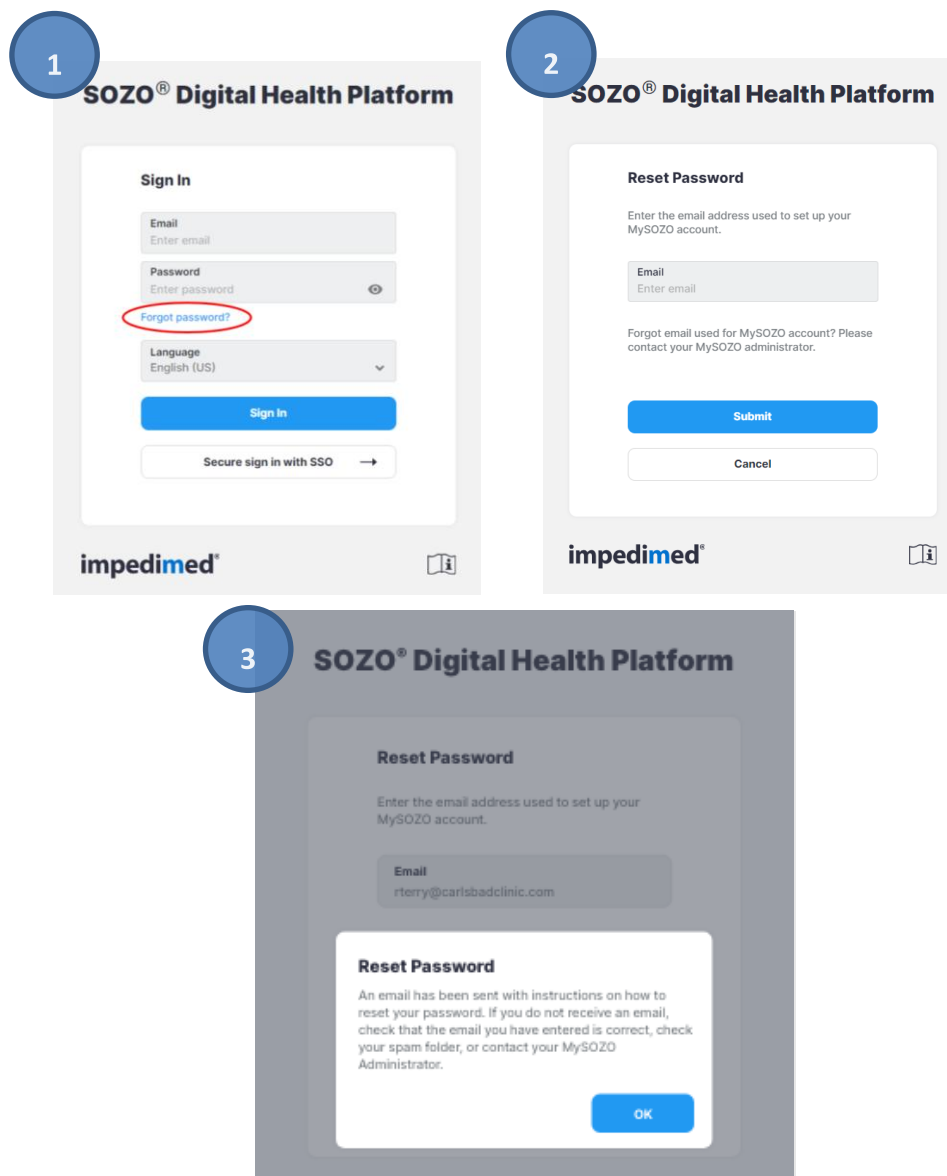 1
SOZO® Digital Health Platform
Sign In
Email
Enter email
Password
Enter password
Forgot password?
Language
English (US)
Sign In
Secure sign in with SSO →
impedimed®
2
SOZO® Digital Health Platform
Reset Password
Enter the email address used to set up your
MySOZO account.
Email
Enter email
Forgot email used for MySOZO account? Please
contact your MySOZO administrator.
Submit
Cancel
impedimed®
3
SOZO® Digital Health Platform
Reset Password
Enter the email address used to set up your
MySOZO account.
Email
rterry@carlsbadclinic.com
Reset Password
An email has been sent with instructions on how to
reset your password. If you do not receive an email,
check that the email you have entered is correct, check
your spam folder, or contact your MySOZO
Administrator.
OK